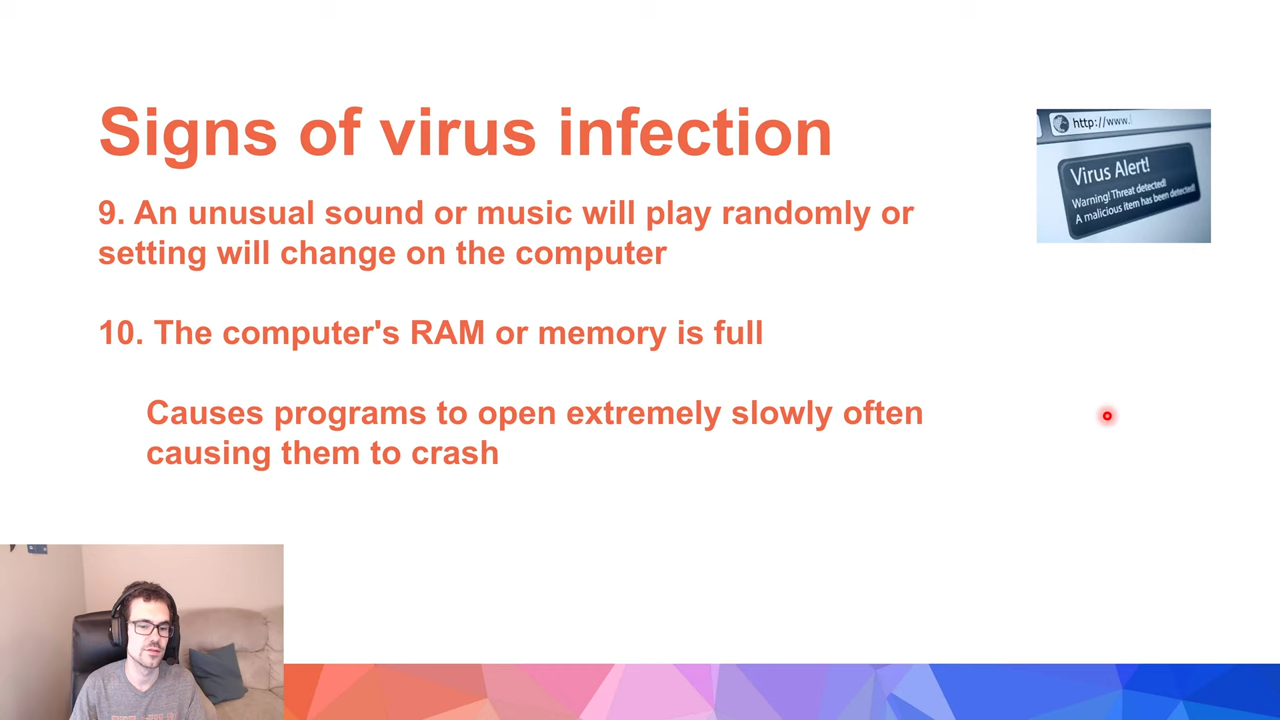 Signs of virus infection
9. An unusual sound or music will play randomly or
setting will change on the computer
10. The computer's RAM or memory is full
Causes programs to open extremely slowly often
causing them to crash
http://www.
Virus Alert!
Warning! Threat detected!
A malicious item has been detected!